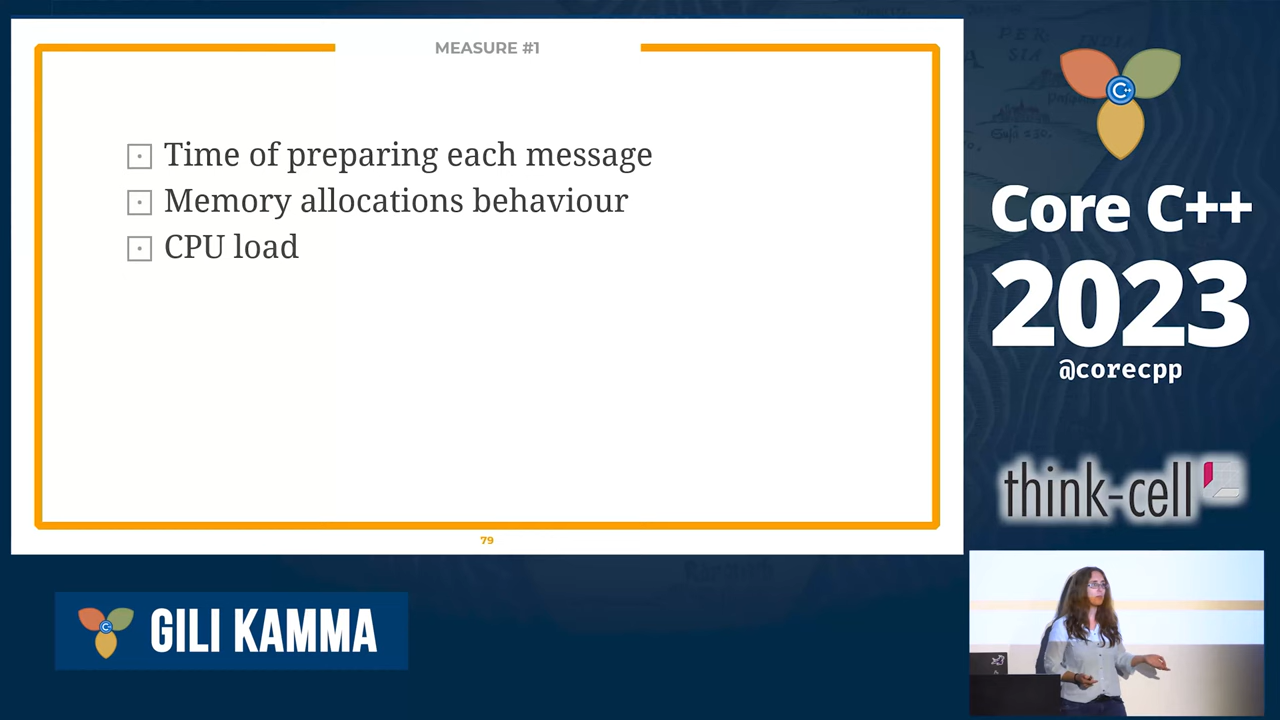 MEASURE #1
Time of preparing each message
Memory allocations behaviour
CPU load
79
C++
Core C++
2023
@corecpp
think-cell
GILI KAMMA